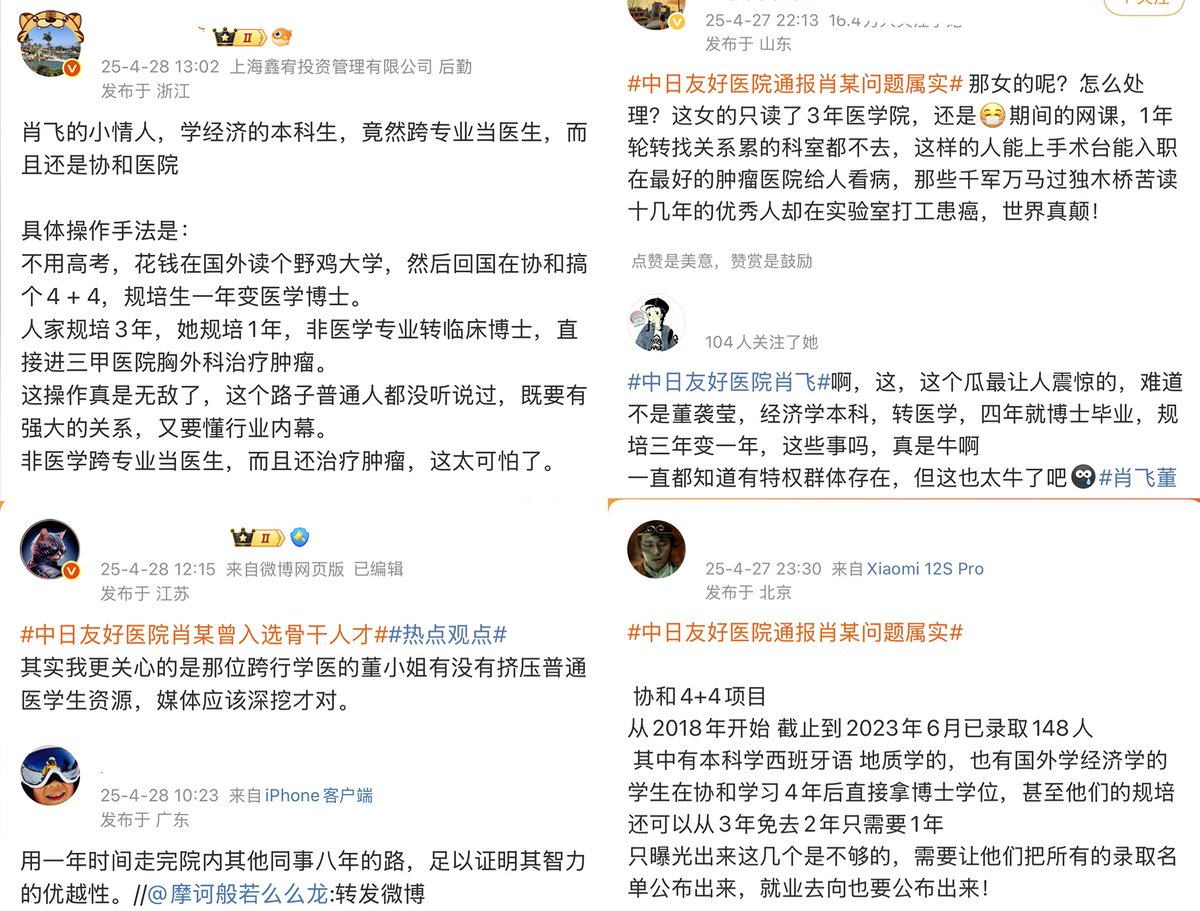 II
25-4-28 13:02 上海鑫宥投资管理有限公司 后勤
发布于 浙江
肖飞的小情人，学经济的本科生，竟然跨专业当医生，而
且还是协和医院
具体操作手法是：
不用高考，花钱在国外读个野鸡大学，然后回国在协和搞
个4＋4，规培生一年变医学博士。
人家规培3年，她规培1年，非医学专业转临床博士，直
接进三甲医院胸外科治疗肿瘤。
这操作真是无敌了，这个路子普通人都没听说过，既要有
强大的关系，又要懂行业内幕。
非医学跨专业当医生，而且还治疗肿瘤，这太可怕了。
II
25-4-28 12:15 来自微博网页版 已编辑
发布于 江苏
#中日友好医院肖某曾入选骨干人才##热点观点#
其实我更关心的是那位跨行学医的董小姐有没有挤压普通
医学生资源，媒体应该深挖才对。
25-4-28 10:23 来自iPhone客户端
发布于 广东
用一年时间走完院内其他同事八年的路，足以证明其智力
的优越性。//@摩诃般若么么龙:转发微博
25-4-27 22:13 16.4万人关注了她
发布于 山东
#中日友好医院通报肖某问题属实# 那女的呢？怎么处
理？这女的只读了3年医学院，还是😷期间的网课，1年
轮转找关系累的科室都不去，这样的人能上手术台能入职
在最好的肿瘤医院给人看病，那些千军万马过独木桥苦读
十几年的优秀人却在实验室打工患癌，世界真颠！
点赞是美意，赞赏是鼓励
104人关注了她
#中日友好医院肖飞#啊，这，这个瓜最让人震惊的，难道
不是董袭莹，经济学本科，转医学，四年就博士毕业，规
培三年变一年，这些事吗，真是牛啊
一直都知道有特权群体存在，但这也太牛了吧 #肖飞董
25-4-27 23:30 来自 Xiaomi 12S Pro
发布于 北京
#中日友好医院通报肖某问题属实#
协和4+4项目
从2018年开始 截止到2023年6月已录取148人
其中有本科学西班牙语 地质学的，也有国外学经济学的
学生在协和学习4年后直接拿博士学位，甚至他们的规培
还可以从3年免去2年只需要1年
只曝光出来这几个是不够的，需要让他们把所有的录取名
单公布出来，就业去向也要公布出来！